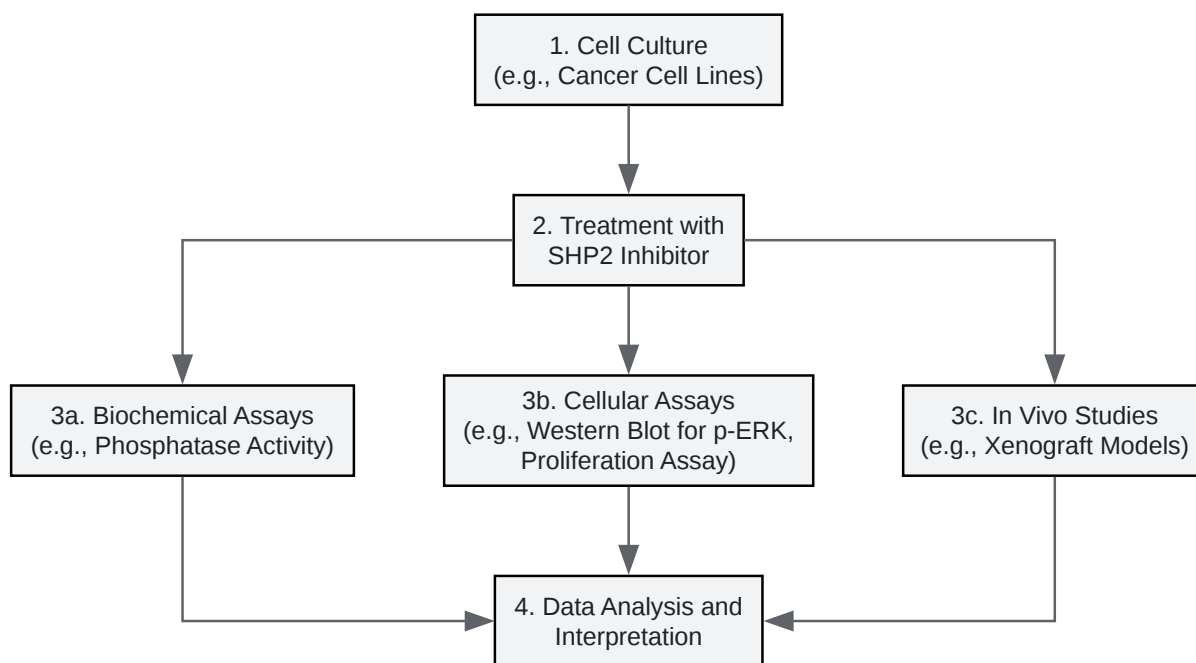 1. Cell Culture
(e.g., Cancer Cell Lines)
2. Treatment with
SHP2 Inhibitor
3a. Biochemical Assays
(e.g., Phosphatase Activity)
3b. Cellular Assays
(e.g., Western Blot for p-ERK,
Proliferation Assay)
3c. In Vivo Studies
(e.g., Xenograft Models)
4. Data Analysis and
Interpretation